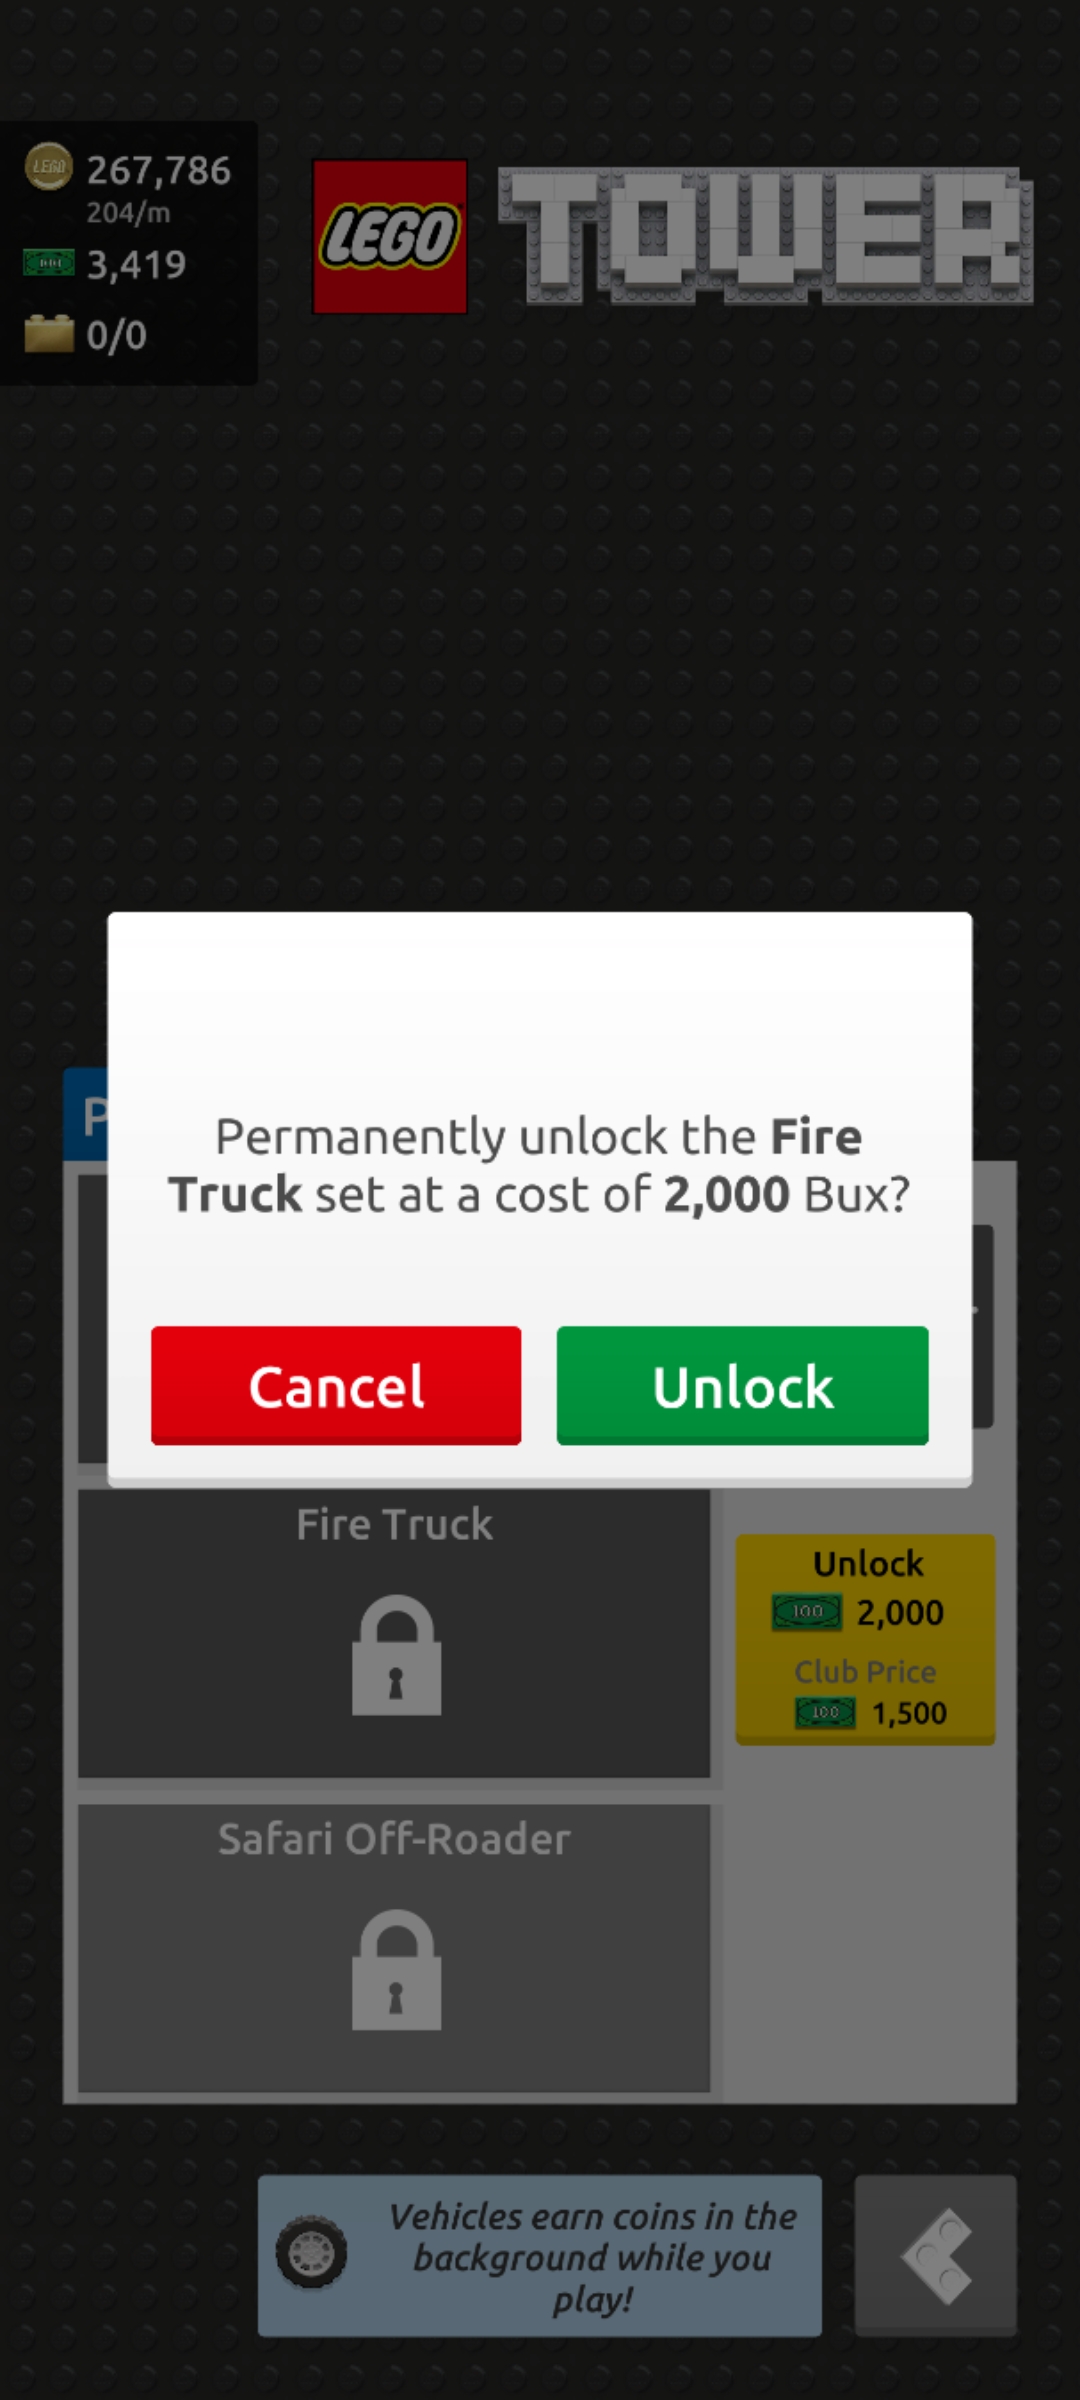 267,786
204/m
3,419
0/0
LEGO
TOWER
Permanently unlock the Fire
Truck set at a cost of 2,000 Bux?
Cancel
Unlock
Fire Truck
Unlock
100 2,000
Club Price
100 1,500
Safari Off-Roader
Vehicles earn coins in the
background while you
play!